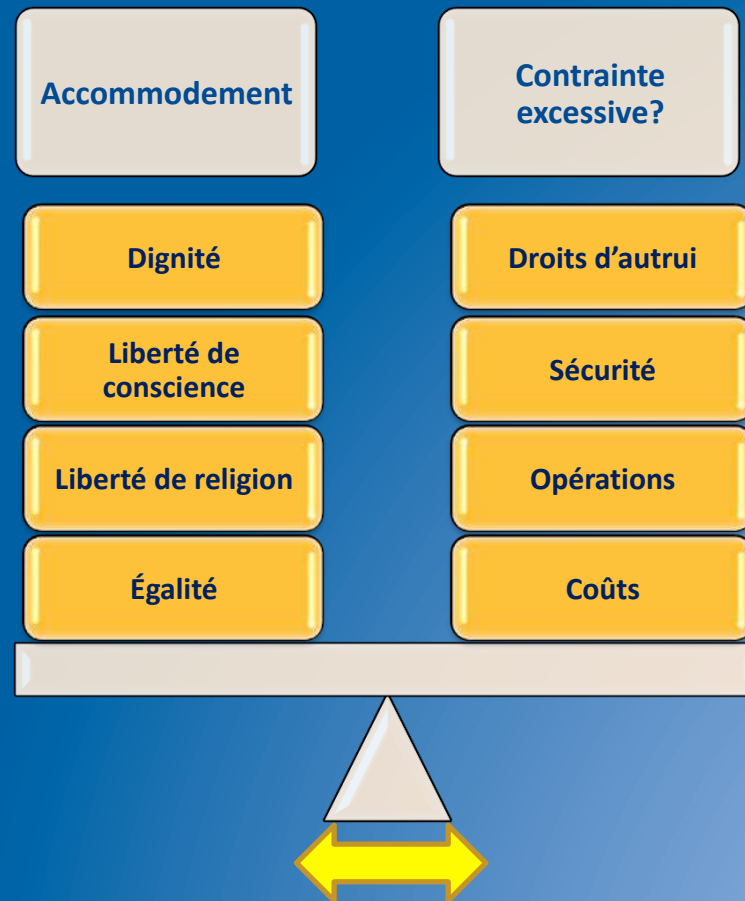 Accommodement
Contrainte
excessive?
Dignité
Droits d'autrui
Liberté de
conscience
Sécurité
Liberté de religion
Opérations
Égalité
Coûts